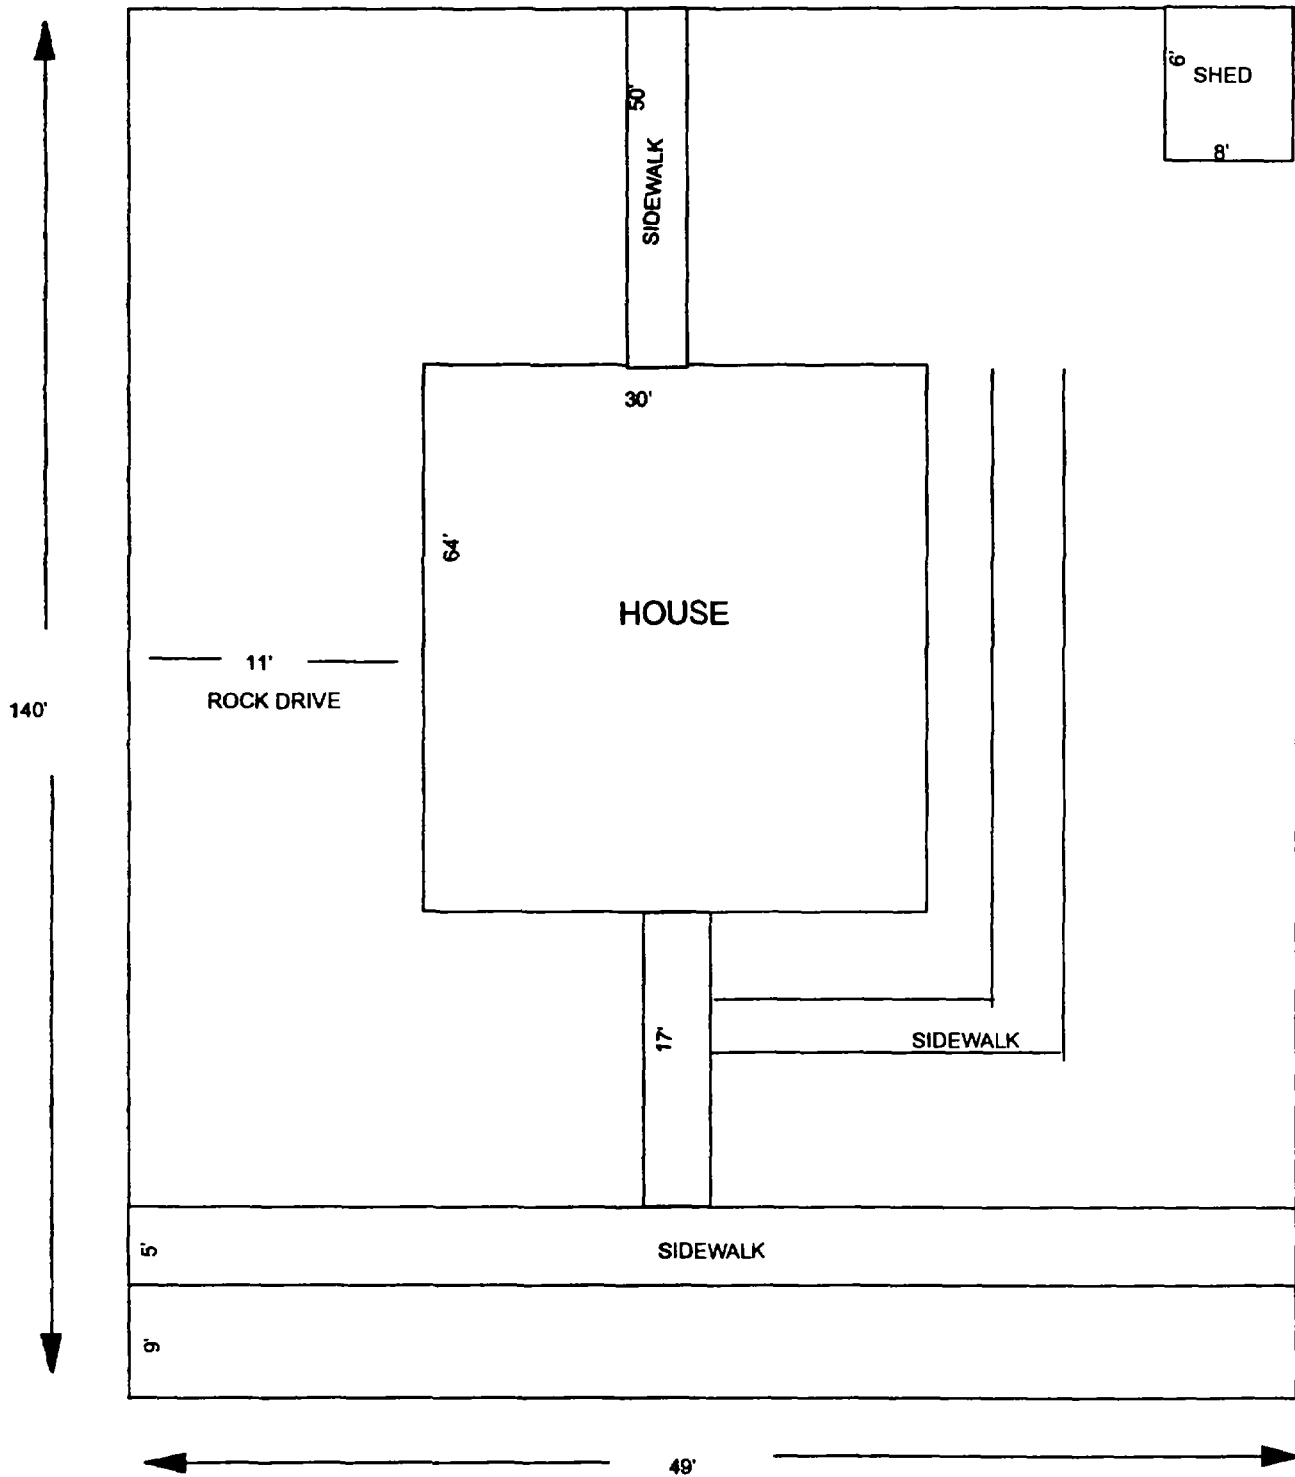 6'
SHED
50'
8'
SIDEWALK
30'
64'
HOUSE
11'
ROCK DRIVE
140'
17'
SIDEWALK
5'
SIDEWALK
9'
49'